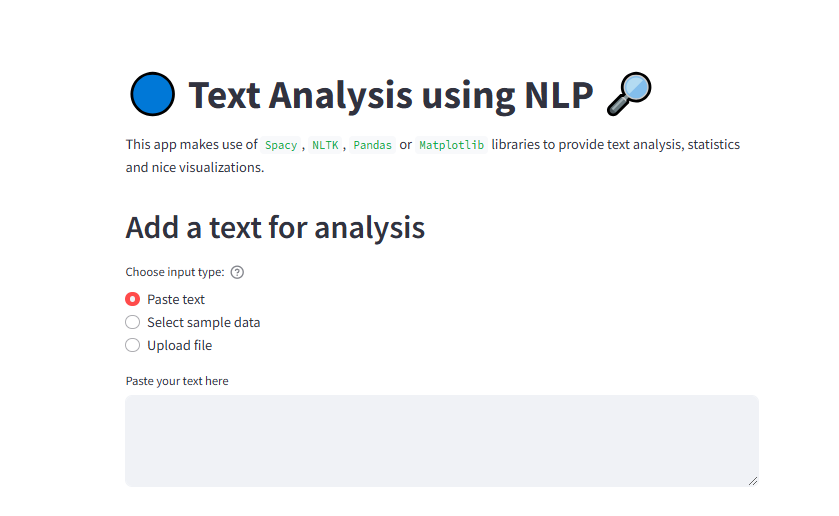 Text Analysis using NLP
This app makes use of Spacy, NLTK, Pandas or Matplotlib libraries to provide text analysis, statistics
and nice visualizations.
Add a text for analysis
Choose input type:
Paste text
Select sample data
Upload file
Paste your text here